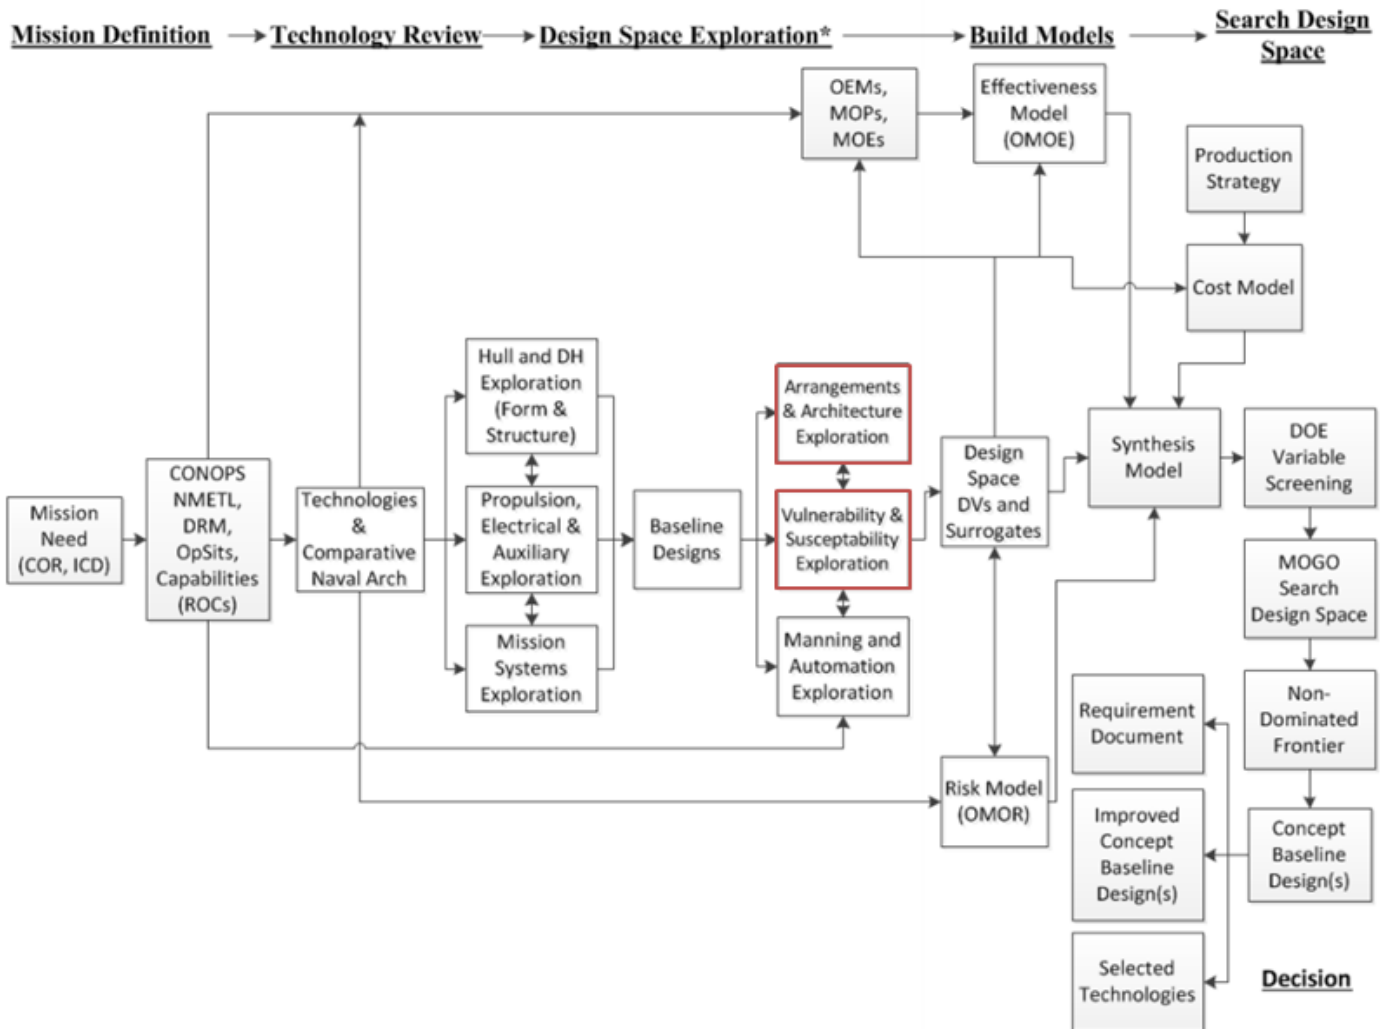 Mission Definition
Technology Review
Design Space Exploration*
Build Models
Search Design
Space
OEMs,
MOPs,
MOEs
Effectiveness
Model
(OMOE)
Production
Strategy
Cost Model
Hull and DH
Exploration
(Form &
Structure)
Arrangements
& Architecture
Exploration
Mission
Need
(COR, ICD)
CONOPS
NMETL,
DRM,
OpSits,
Capabilities
(ROCs)
Technologies
&
Comparative
Naval Arch
Propulsion,
Electrical &
Auxiliary
Exploration
Baseline
Designs
Vulnerability &
Susceptability
Exploration
Design
Space
DVs and
Surrogates
Synthesis
Model
DOE
Variable
Screening
Mission
Systems
Exploration
Manning and
Automation
Exploration
MOGO
Search
Design Space
Risk Model
(OMOR)
Requirement
Document
Non-
Dominated
Frontier
Improved
Concept
Baseline
Design(s)
Concept
Baseline
Design(s)
Selected
Technologies
Decision